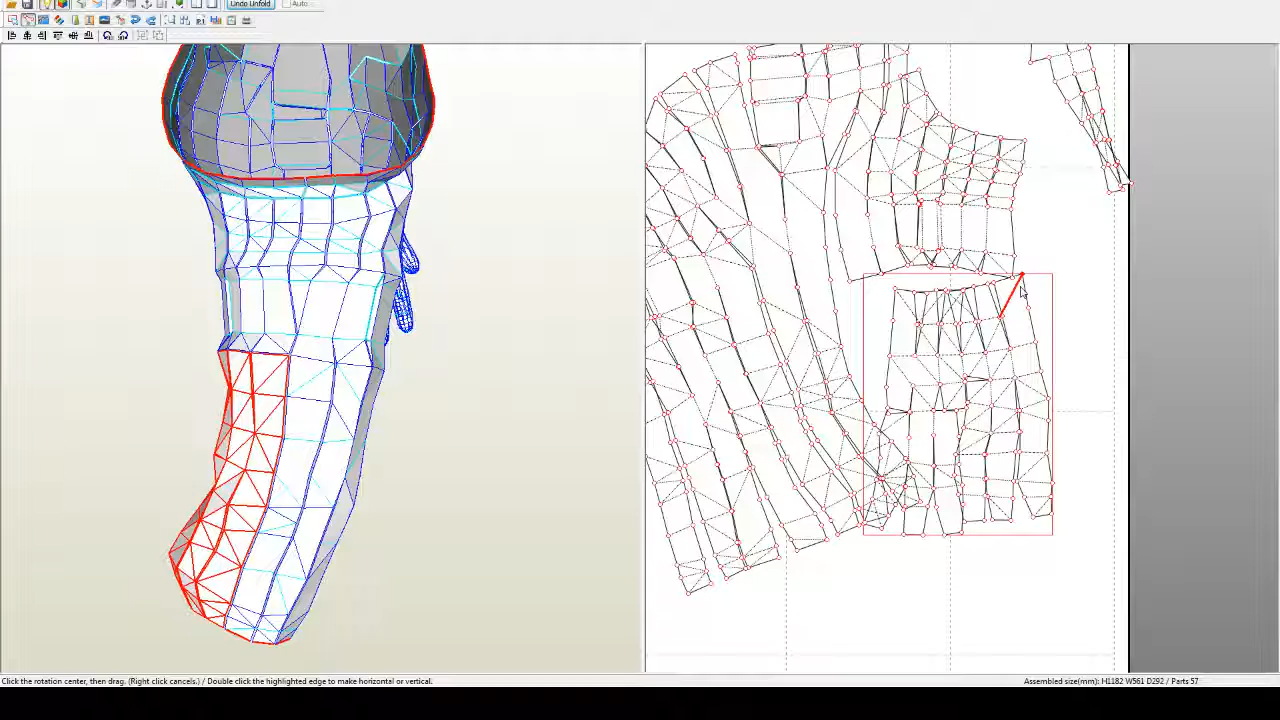 Undo Unfold
Auto
Click the rotation center, then drag. (Right click cancels.) / Double click the highlighted edge to make horizontal or vertical.
Assembled size(mm): H1182 W561 D292 / Parts 57